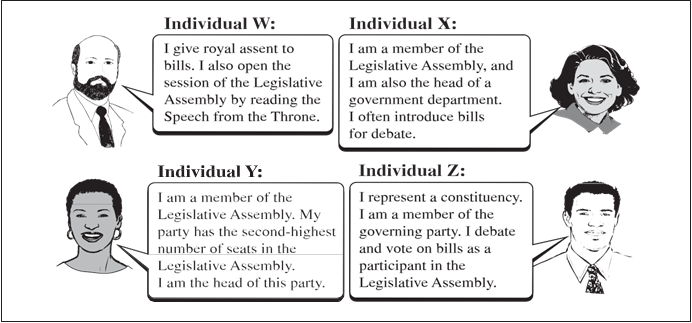 Individual W:
I give royal assent to
bills. I also open the
session of the Legislative
Assembly by reading the
Speech from the Throne.
Individual X:
I am a member of the
Legislative Assembly, and
I am also the head of a
government department.
I often introduce bills
for debate.
Individual Y:
I am a member of the
Legislative Assembly. My
party has the second-highest
number of seats in the
Legislative Assembly.
I am the head of this party.
Individual Z:
I represent a constituency.
I am a member of the
governing party. I debate
and vote on bills as a
participant in the
Legislative Assembly.